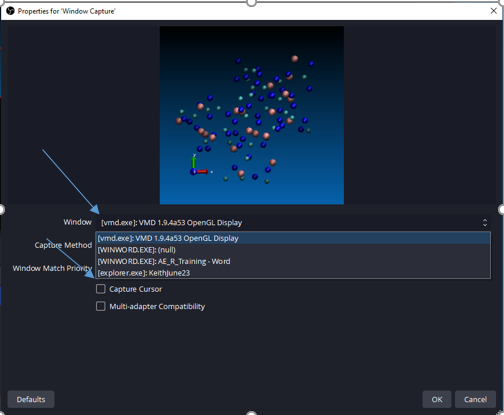 Properties for 'Window Capture'
Window
[vmd.exe]: VMD 1.9.4a53 OpenGL Display
[vmd.exe]: VMD 1.9.4a53 OpenGL Display
Capture Method
[WINWORD.EXE]: (null)
[WINWORD.EXE]: AE_R_Training - Word
Window Match Priority
[explorer.exe]: KeithJune23
Capture Cursor
Multi-adapter Compatibility
Defaults
OK
Cancel